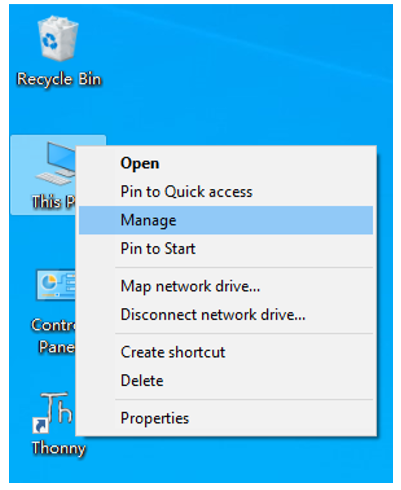 Recycle Bin
This P
Open
Pin to Quick access
Manage
Pin to Start
Map network drive...
Disconnect network drive...
Create shortcut
Delete
Properties
Contr
Pane
Th
Thonny